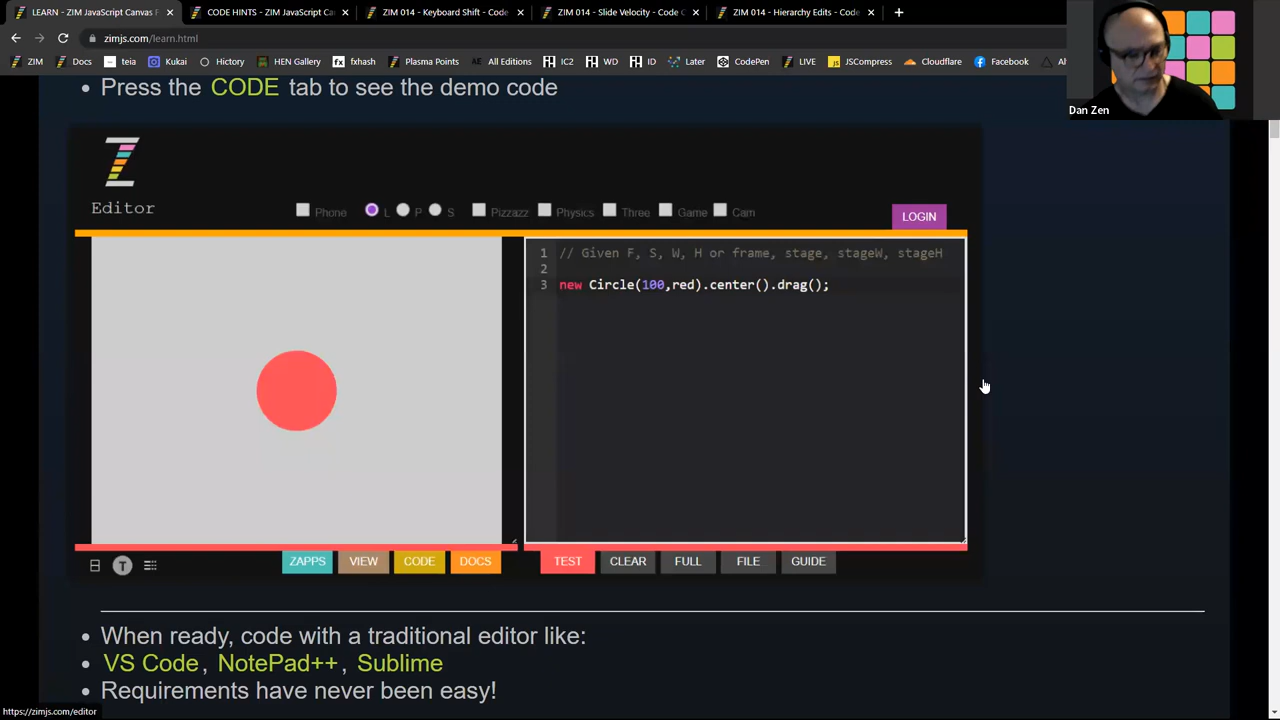 LEARN - ZIM JavaScript Canvas F
CODE HINTS - ZIM JavaScript Ca
ZIM 014 - Keyboard Shift - Code
ZIM 014 - Slide Velocity - Code C
ZIM 014 - Hierarchy Edits - Code
zimjs.com/learn.html
ZIM
Docs
teia
Kukai
Hictory
HEN Gallery
fxhash
Plasma Points
All Editions
IC2
WD
ID
Later
CodePen
LIVE
JSCompress
Cloudflare
Facebook
Dan Zen
Press the CODE tab to see the demo code
Editor
Phone
L
P
S
Pizzazz
Physics
Three
Game
Cam
LOGIN
1 // Given F, S, W, H or frame, stage, stageW, stageH
2
3 new Circle(100,red).center().drag();
T
ZAPPS
VIEW
CODE
DOCS
TEST
CLEAR
FULL
FILE
GUIDE
When ready, code with a traditional editor like:
VS Code, NotePad++, Sublime
Requirements have never been easy!
https://zimjs.com/editor